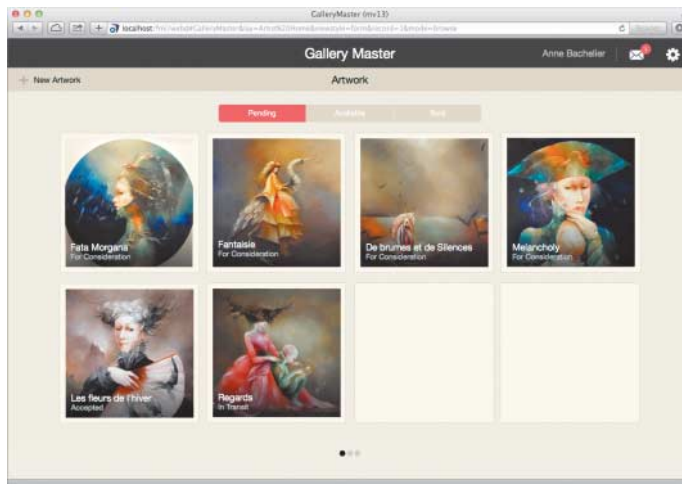 GalleryMaster (mv13)
Gallery Master
Anne Bachelier
New Artwork
Artwork
Pending
Available
Sold
Fata Morgana
For Consideration
Fantaisie
For Consideration
De brumes et de Silences
For Consideration
Melancholy
For Consideration
Les fleurs de l'hiver
Accepted
Regards
In Transit